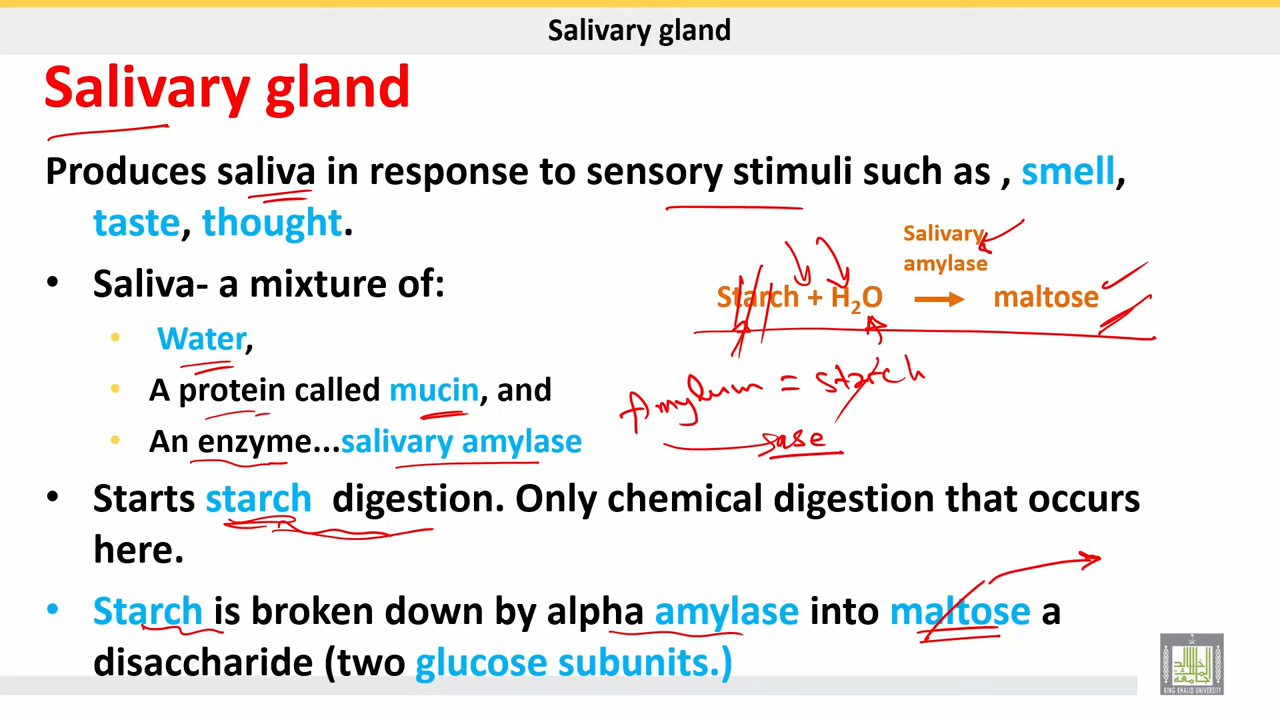 Salivary gland
Salivary gland
Produces saliva in response to sensory stimuli such as , smell,
taste, thought.
• Saliva- a mixture of:
• Water,
• A protein called mucin, and
• An enzyme...salivary amylase
Salivary
amylase
Starch + H₂O → maltose
Amylum = starch
ase
• Starts starch digestion. Only chemical digestion that occurs
here.
• Starch is broken down by alpha amylase into maltose a
disaccharide (two glucose subunits.)
KING KHALID UNIVERSITY